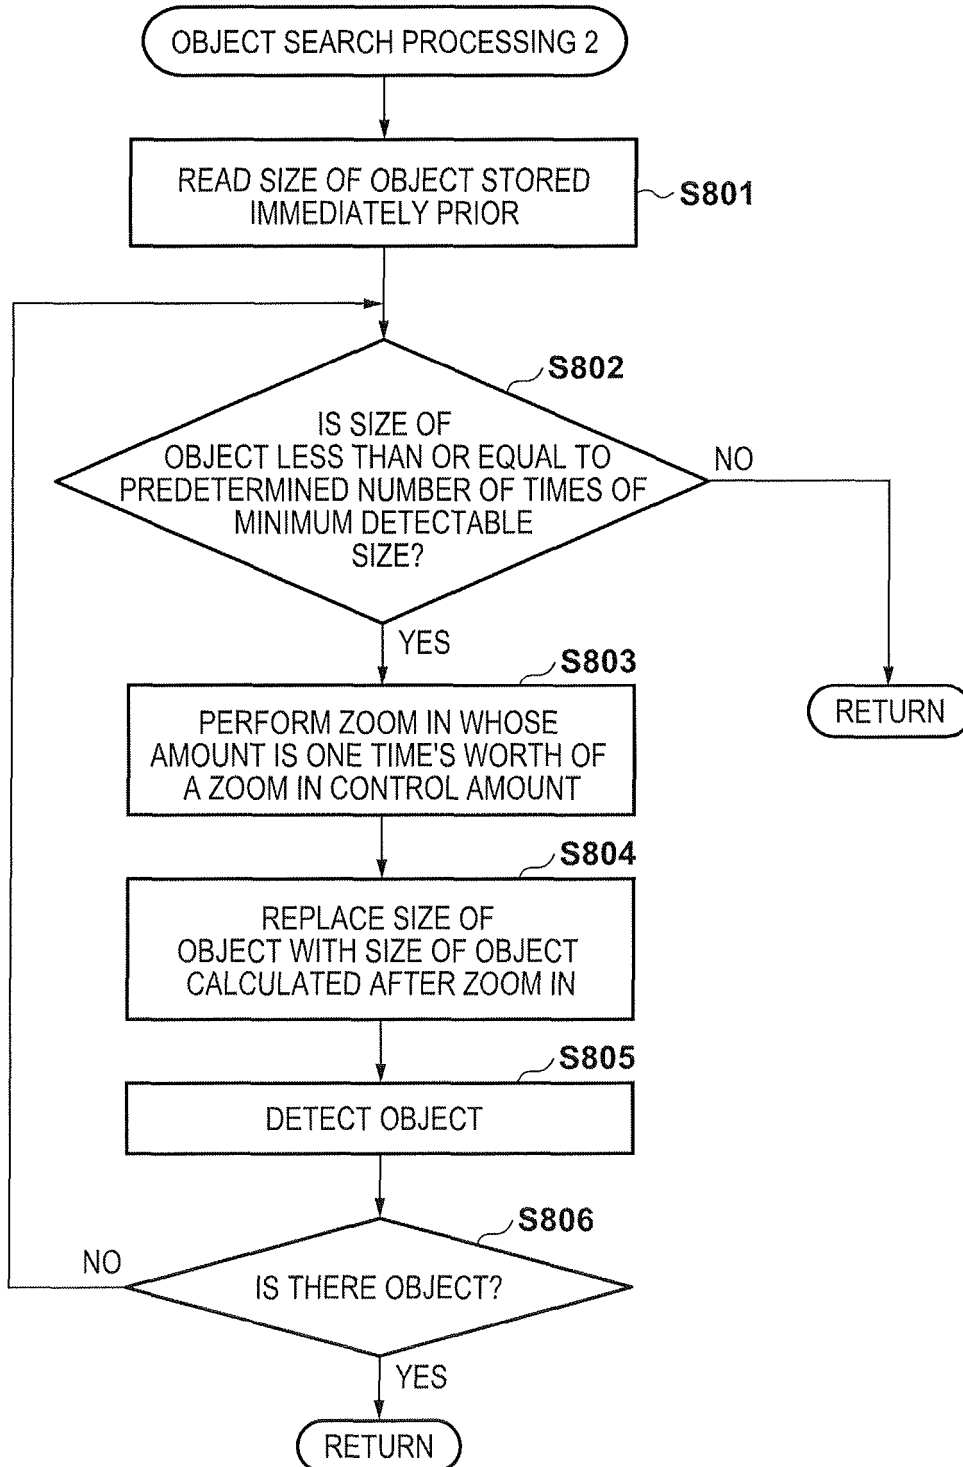 OBJECT SEARCH PROCESSING 2
READ SIZE OF OBJECT STORED
IMMEDIATELY PRIOR
S801
S802
IS SIZE OF
OBJECT LESS THAN OR EQUAL TO
PREDETERMINED NUMBER OF TIMES OF
MINIMUM DETECTABLE
SIZE?
NO
YES
RETURN
S803
PERFORM ZOOM IN WHOSE
AMOUNT IS ONE TIME'S WORTH OF
A ZOOM IN CONTROL AMOUNT
S804
REPLACE SIZE OF
OBJECT WITH SIZE OF OBJECT
CALCULATED AFTER ZOOM IN
S805
DETECT OBJECT
S806
NO
IS THERE OBJECT?
YES
RETURN